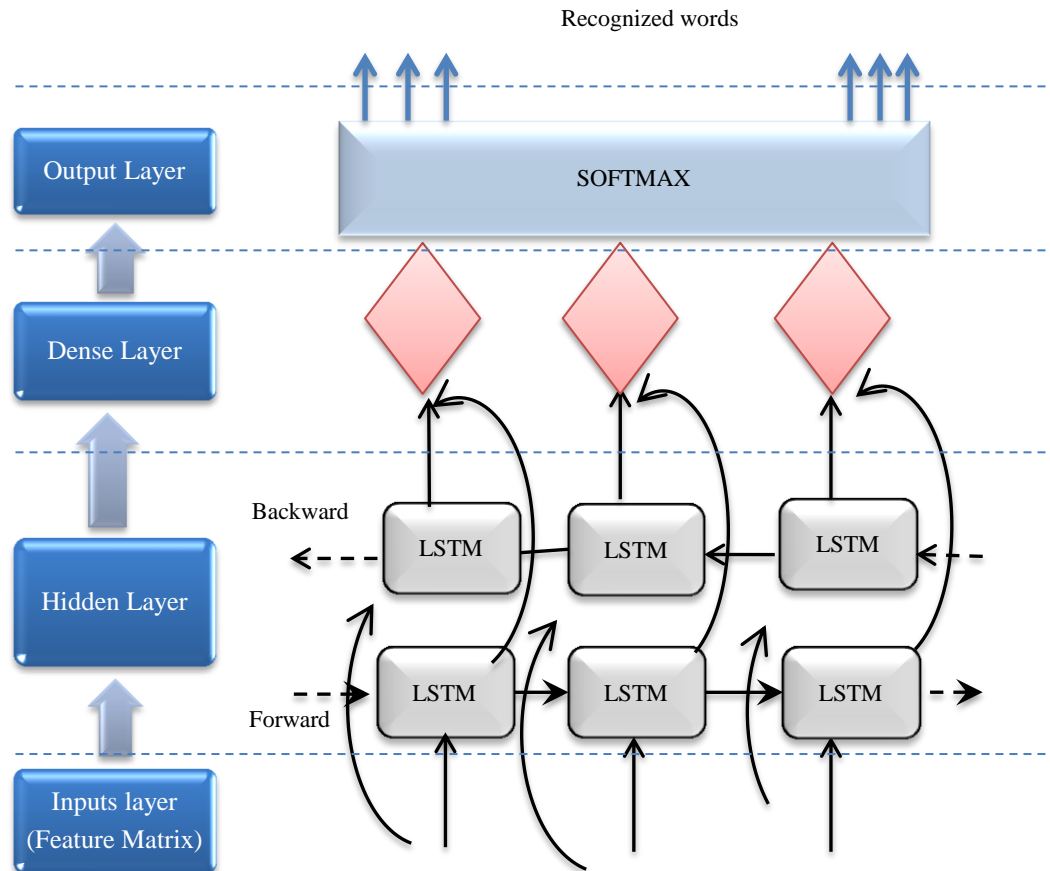 Recognized words
Output Layer
SOFTMAX
Dense Layer
Backward
LSTM
LSTM
LSTM
Hidden Layer
LSTM
LSTM
LSTM
Forward
Inputs layer
(Feature Matrix)